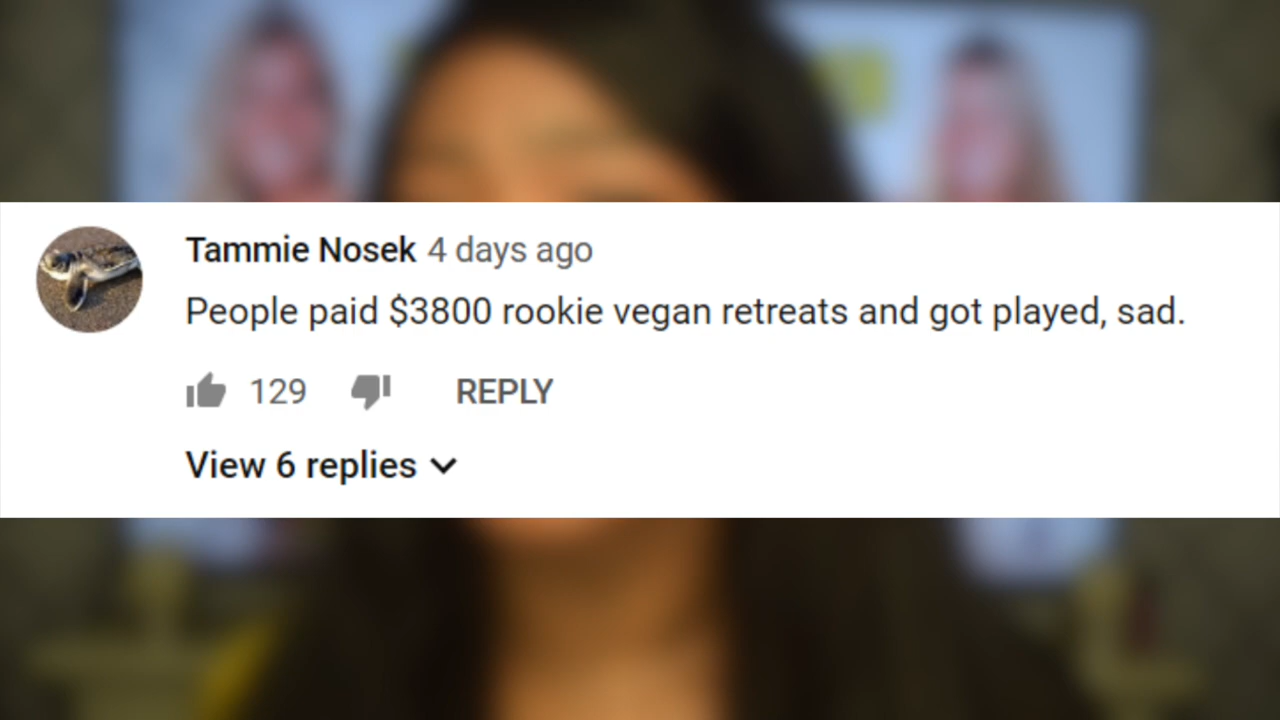 Tammie Nosek 4 days ago
People paid $3800 rookie vegan retreats and got played, sad.
129 REPLY
View 6 replies